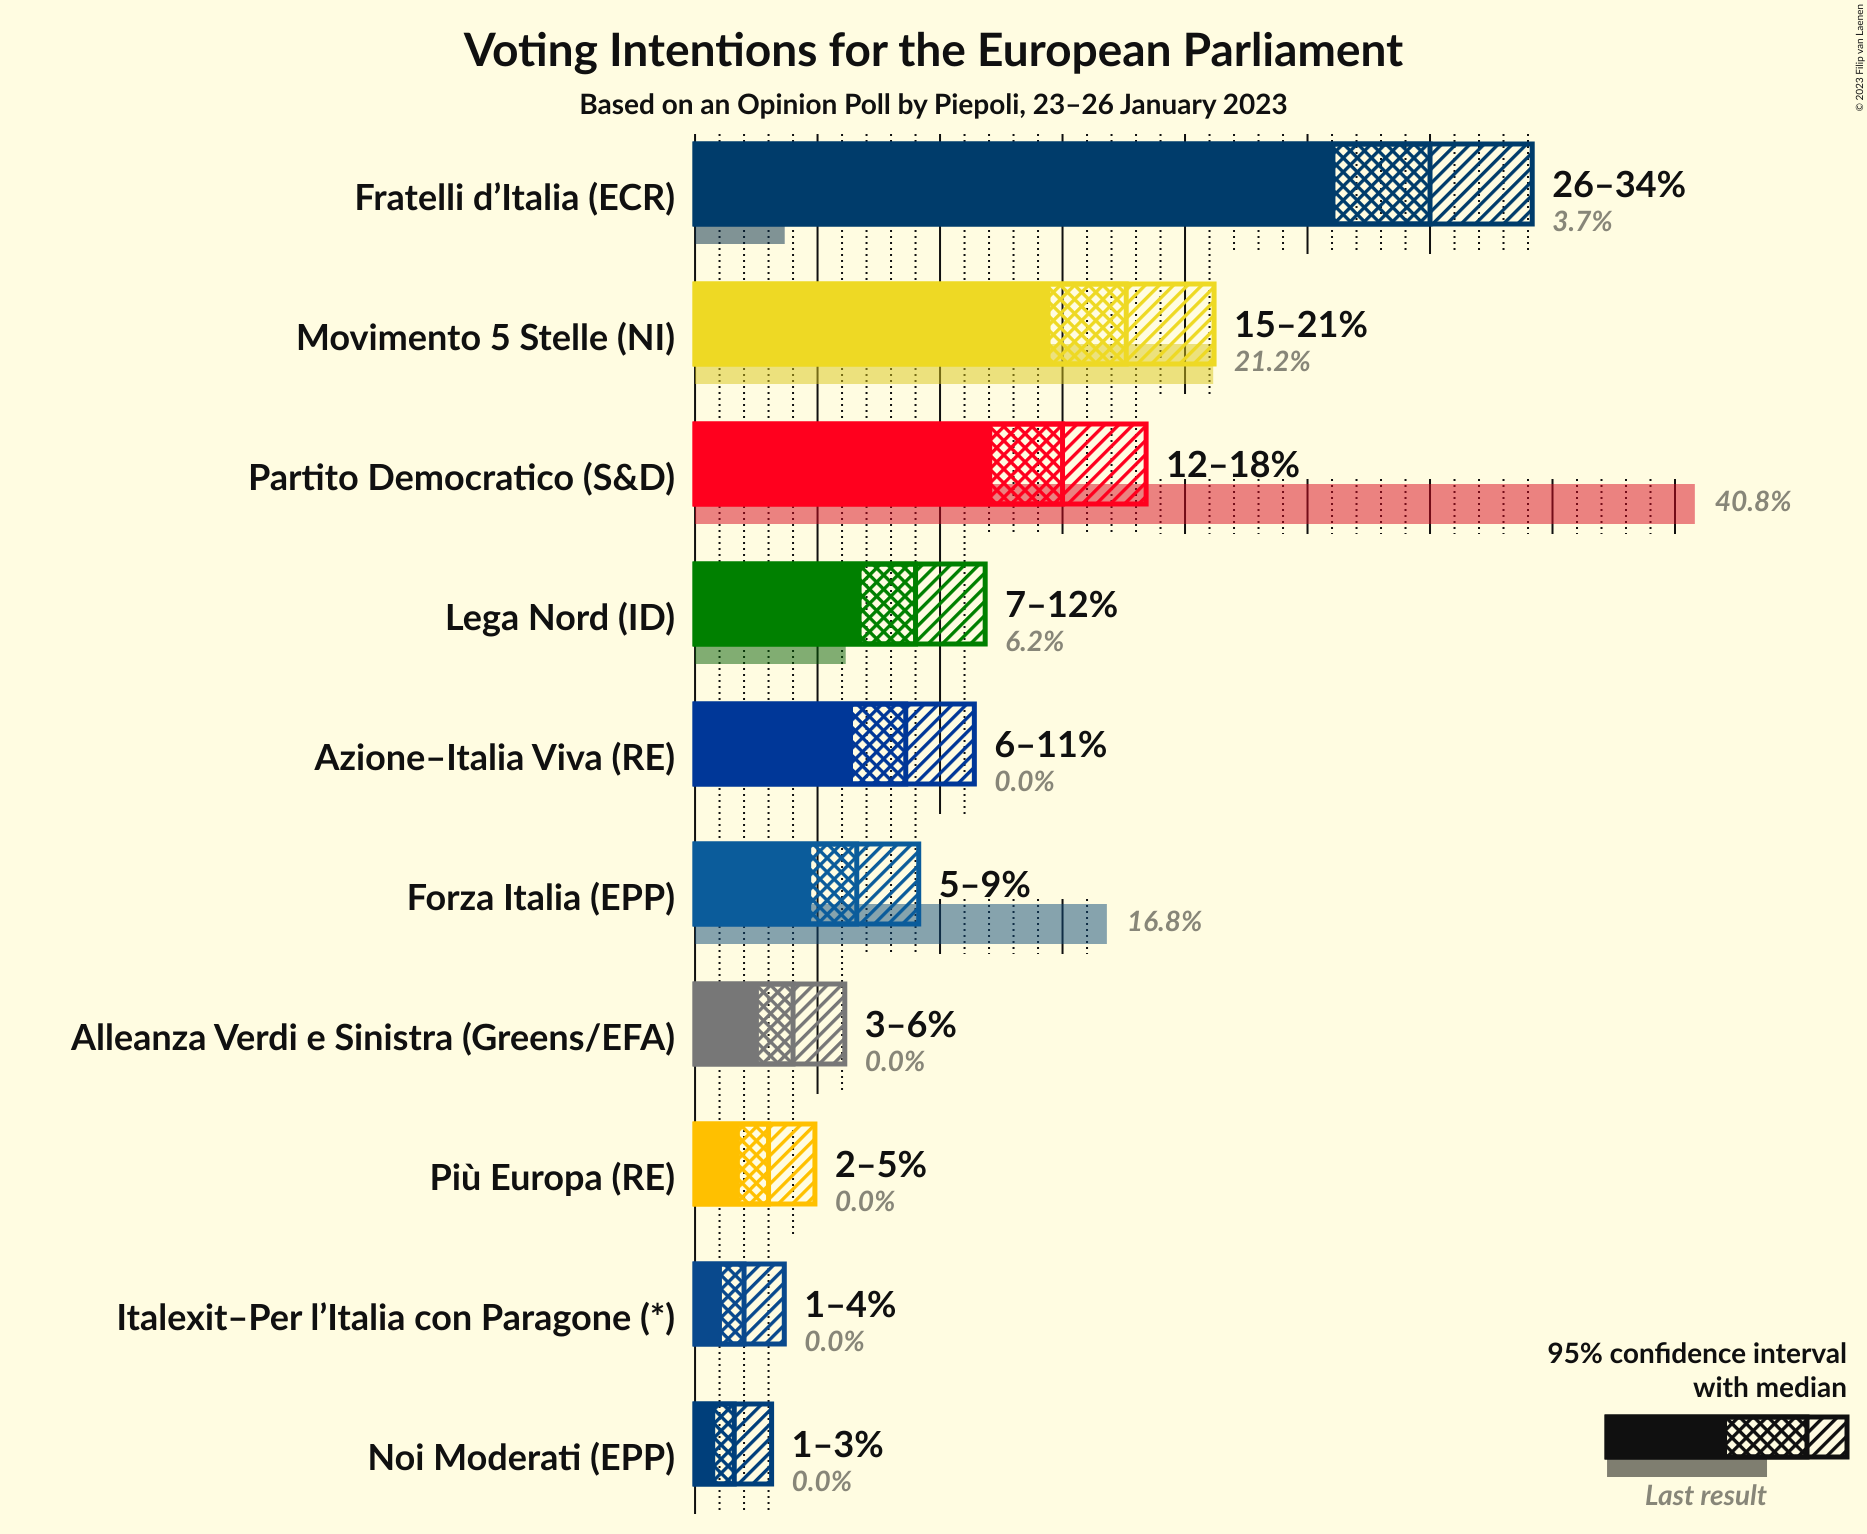 Voting Intentions for the European Parliament
Based on an Opinion Poll by Piepoli, 23–26 January 2023
© 2023 Filip van Laenen
Fratelli d’Italia (ECR)
26–34%
3.7%
Movimento 5 Stelle (NI)
15–21%
21.2%
Partito Democratico (S&D)
12–18%
40.8%
Lega Nord (ID)
7–12%
6.2%
Azione–Italia Viva (RE)
6–11%
0.0%
Forza Italia (EPP)
5–9%
16.8%
Alleanza Verdi e Sinistra (Greens/EFA)
3–6%
0.0%
Più Europa (RE)
2–5%
0.0%
Italexit–Per l’Italia con Paragone (*)
1–4%
0.0%
Noi Moderati (EPP)
1–3%
0.0%
95% confidence interval
with median
Last result